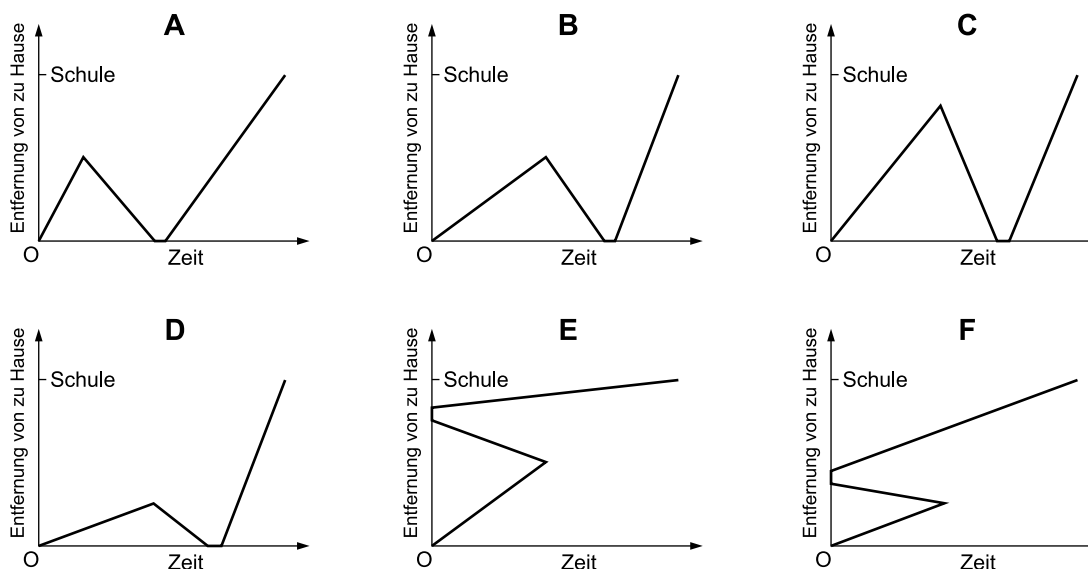 A
Entfernung von zu Hause
Schule
O
Zeit
B
Entfernung von zu Hause
Schule
O
Zeit
C
Entfernung von zu Hause
Schule
O
Zeit
D
Entfernung von zu Hause
Schule
O
Zeit
E
Entfernung von zu Hause
Schule
O
Zeit
F
Entfernung von zu Hause
Schule
O
Zeit